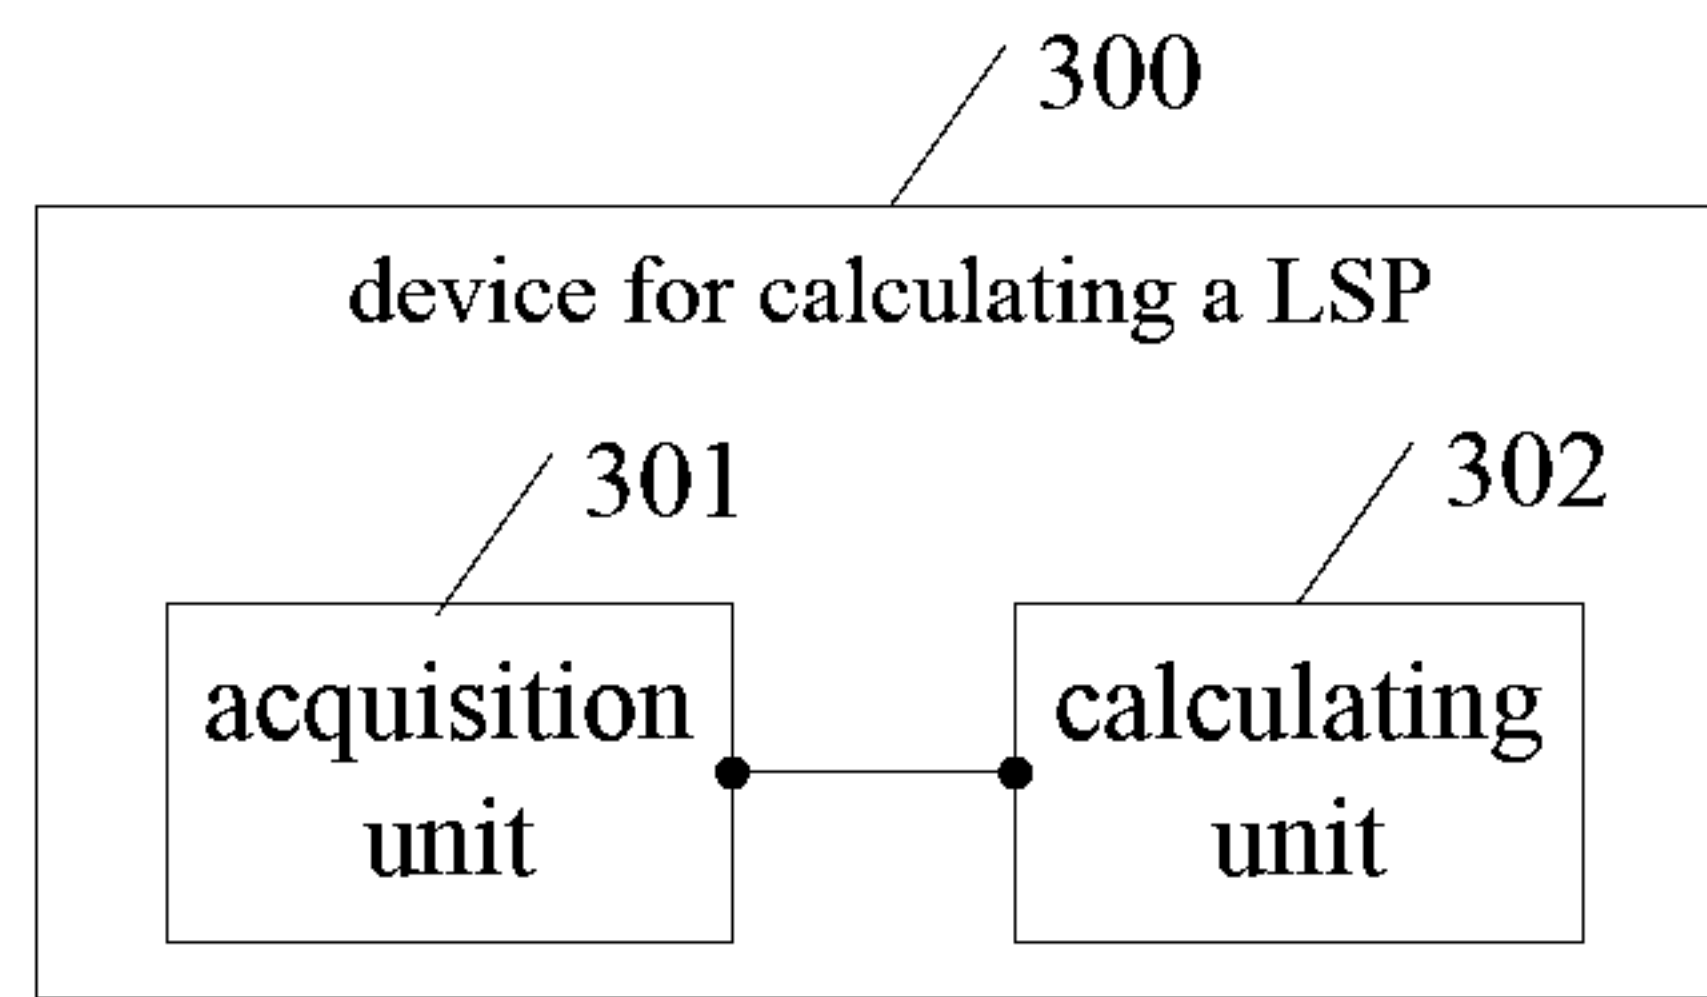 300
device for calculating a LSP
301
302
acquisition
unit
calculating
unit